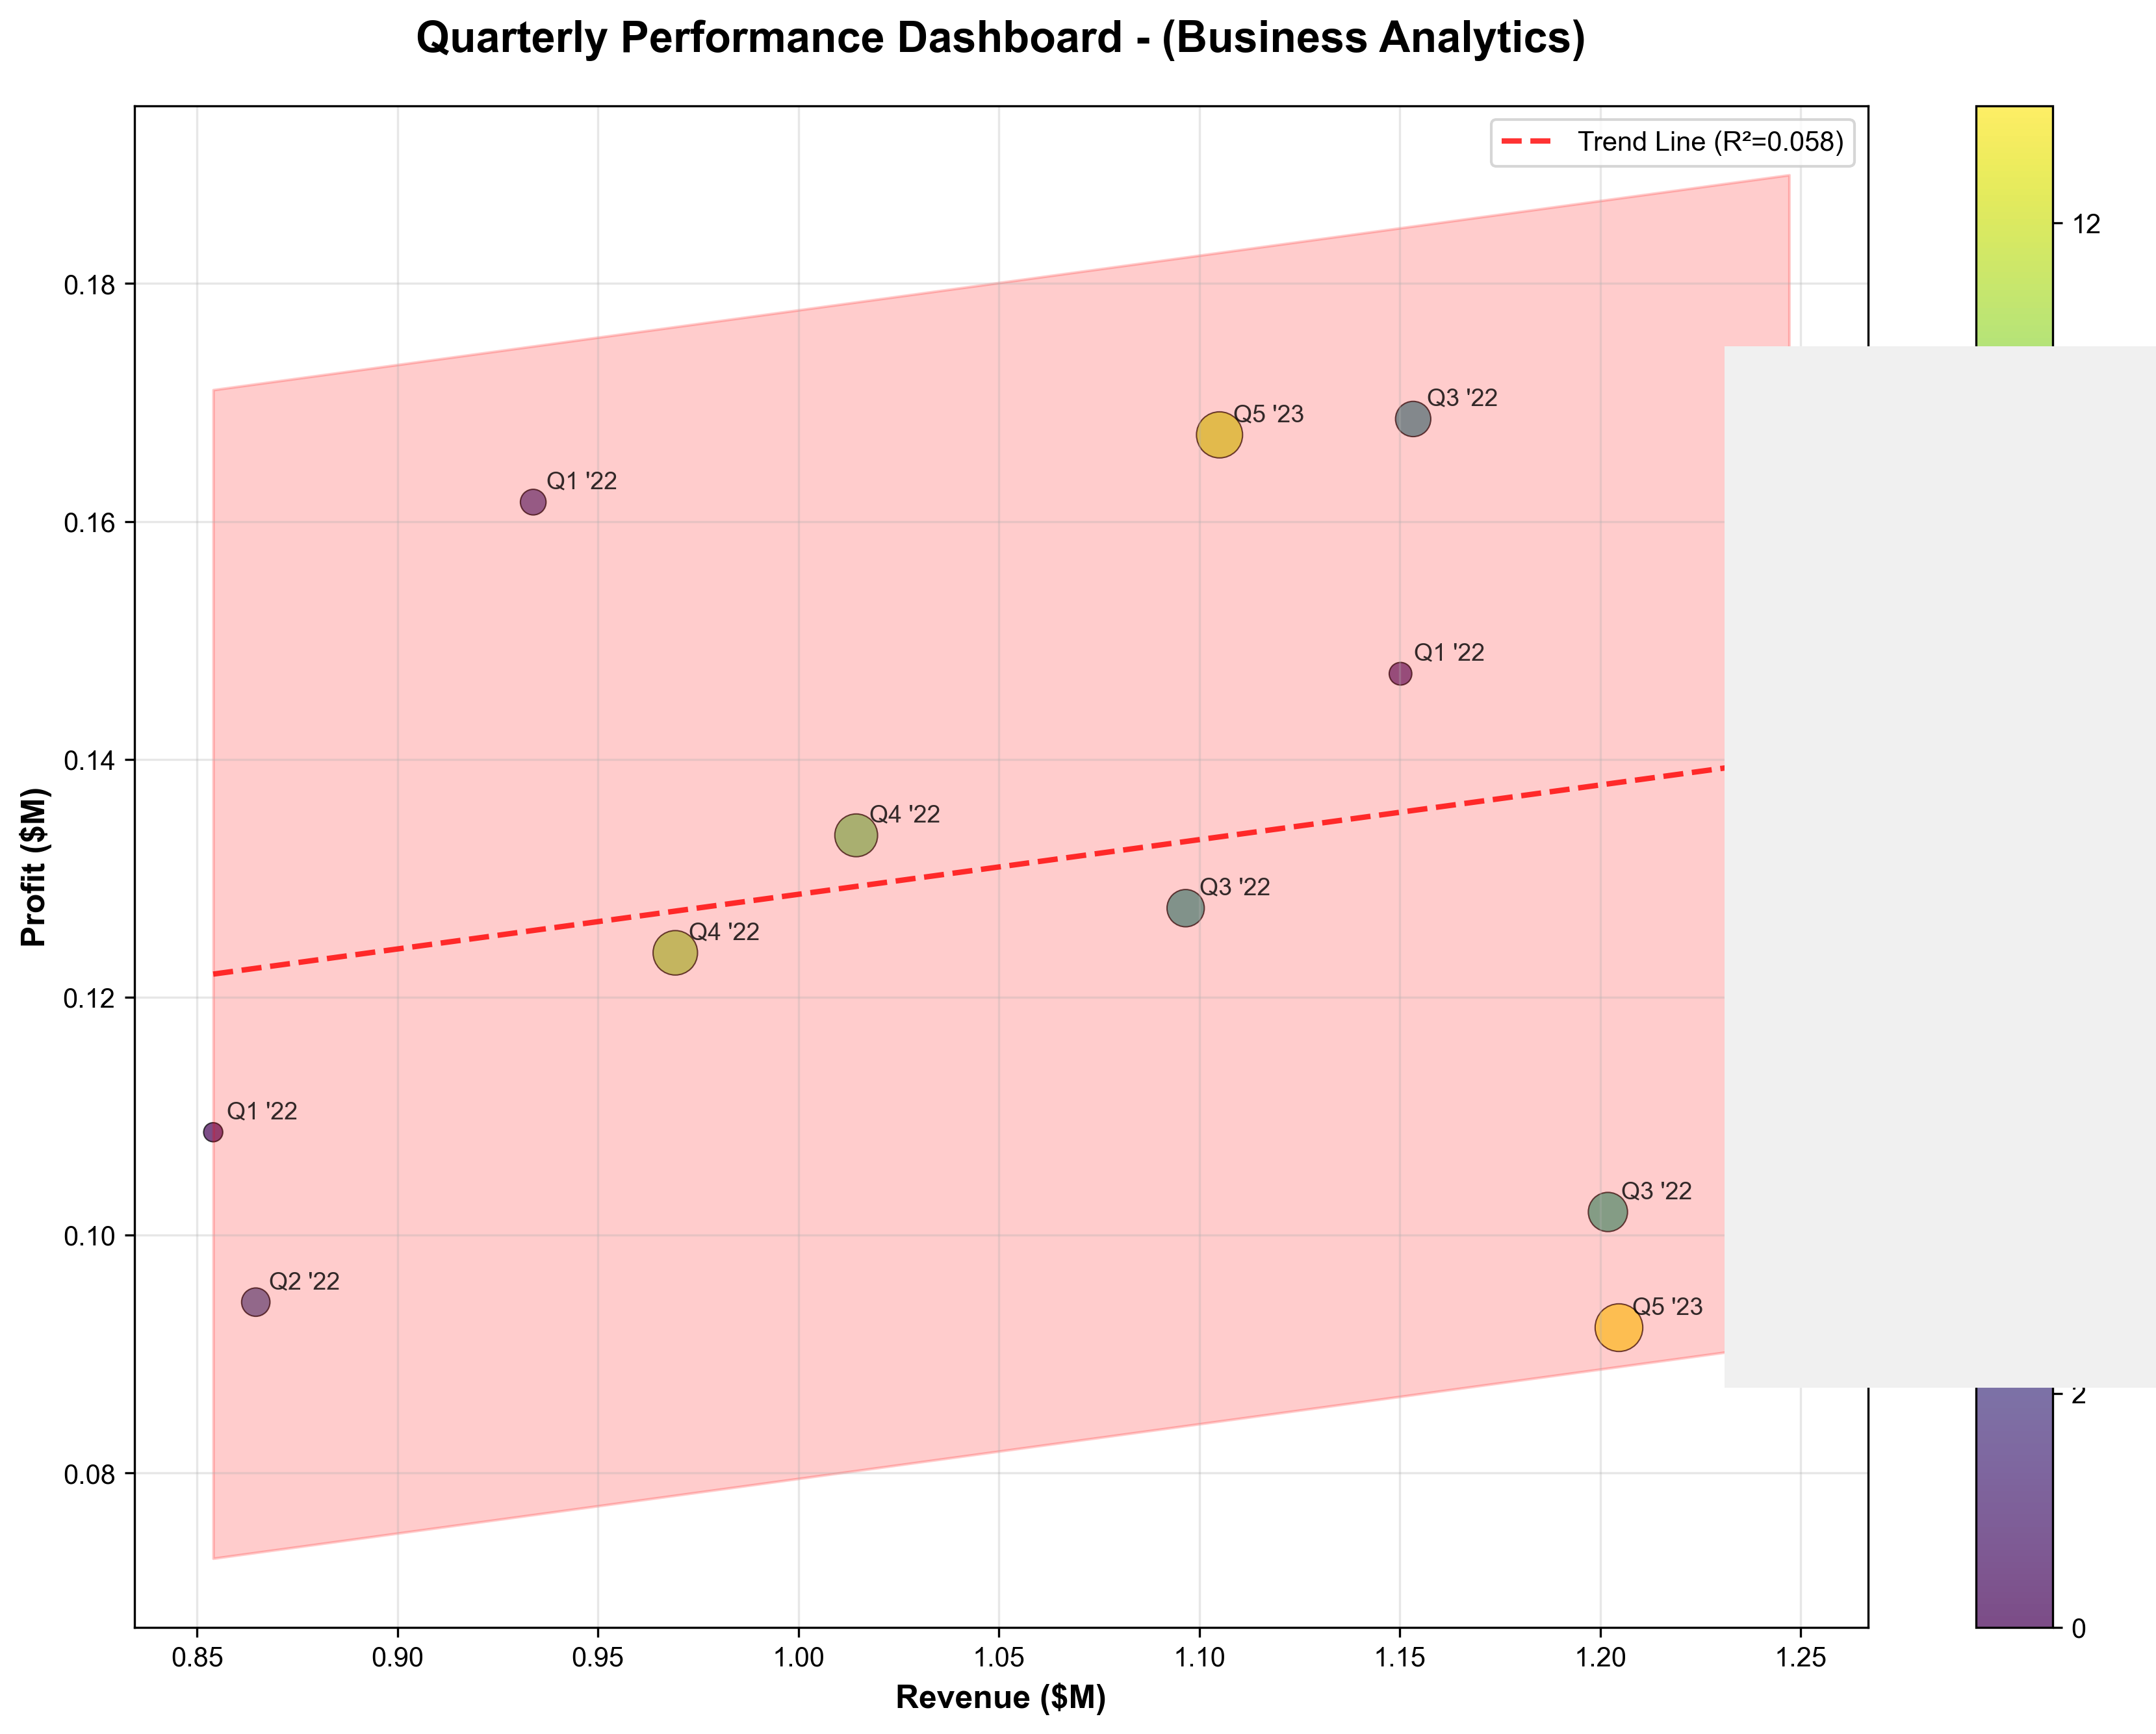 Quarterly Performance Dashboard - (Business Analytics)
Trend Line (R²=0.058)
12
0.18
Q3 '22
Q5 '23
Q1 '22
0.16
Q1 '22
0.14
Q4 '22
Q3 '22
Q4 '22
0.12
Q1 '22
Q3 '22
0.10
Q2 '22
Q5 '23
2
0.08
0
0.85 0.90 0.95 1.00 1.05 1.10 1.15 1.20 1.25
Revenue ($M)
Profit ($M)